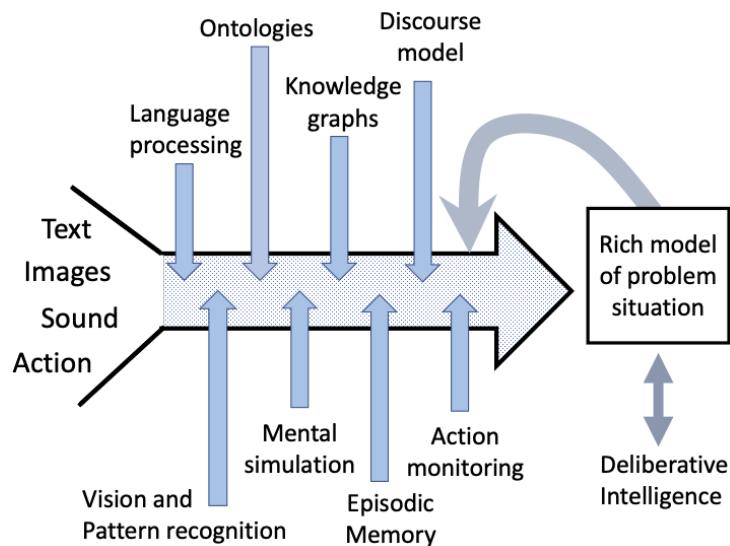 Ontologies
Discourse
model
Language
processing
Knowledge
graphs
Text
Images
Sound
Action
Rich model
of problem
situation
Mental
simulation
Action
monitoring
Vision and
Pattern recognition
Episodic
Memory
Deliberative
Intelligence